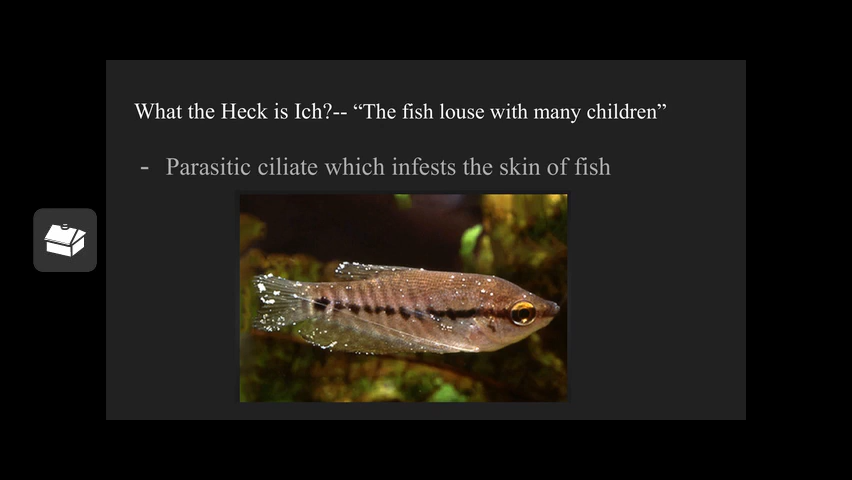 What the Heck is Ich?-- “The fish louse with many children”
- Parasitic ciliate which infests the skin of fish